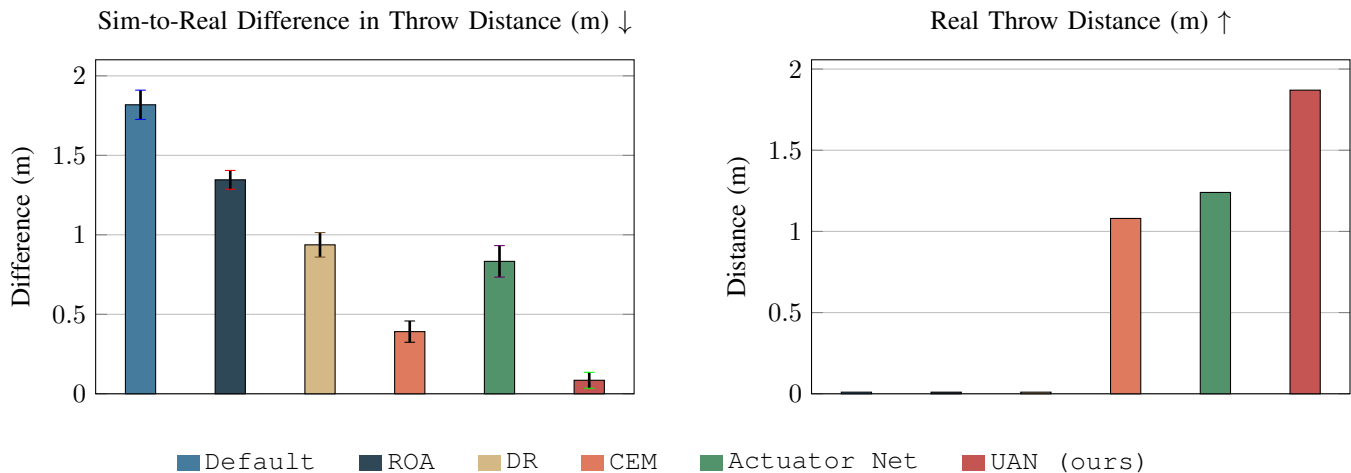 Sim-to-Real Difference in Throw Distance (m) ↓
Difference (m)
2
1.5
1
0.5
0
Real Throw Distance (m) ↑
Distance (m)
2
1.5
1
0.5
0
Default ROA DR CEM Actuator Net UAN (ours)